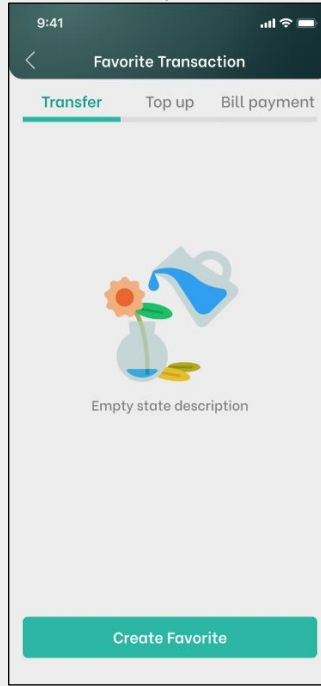 9:41
Favorite Transaction
Transfer Top up Bill payment
Empty state description
Create Favorite